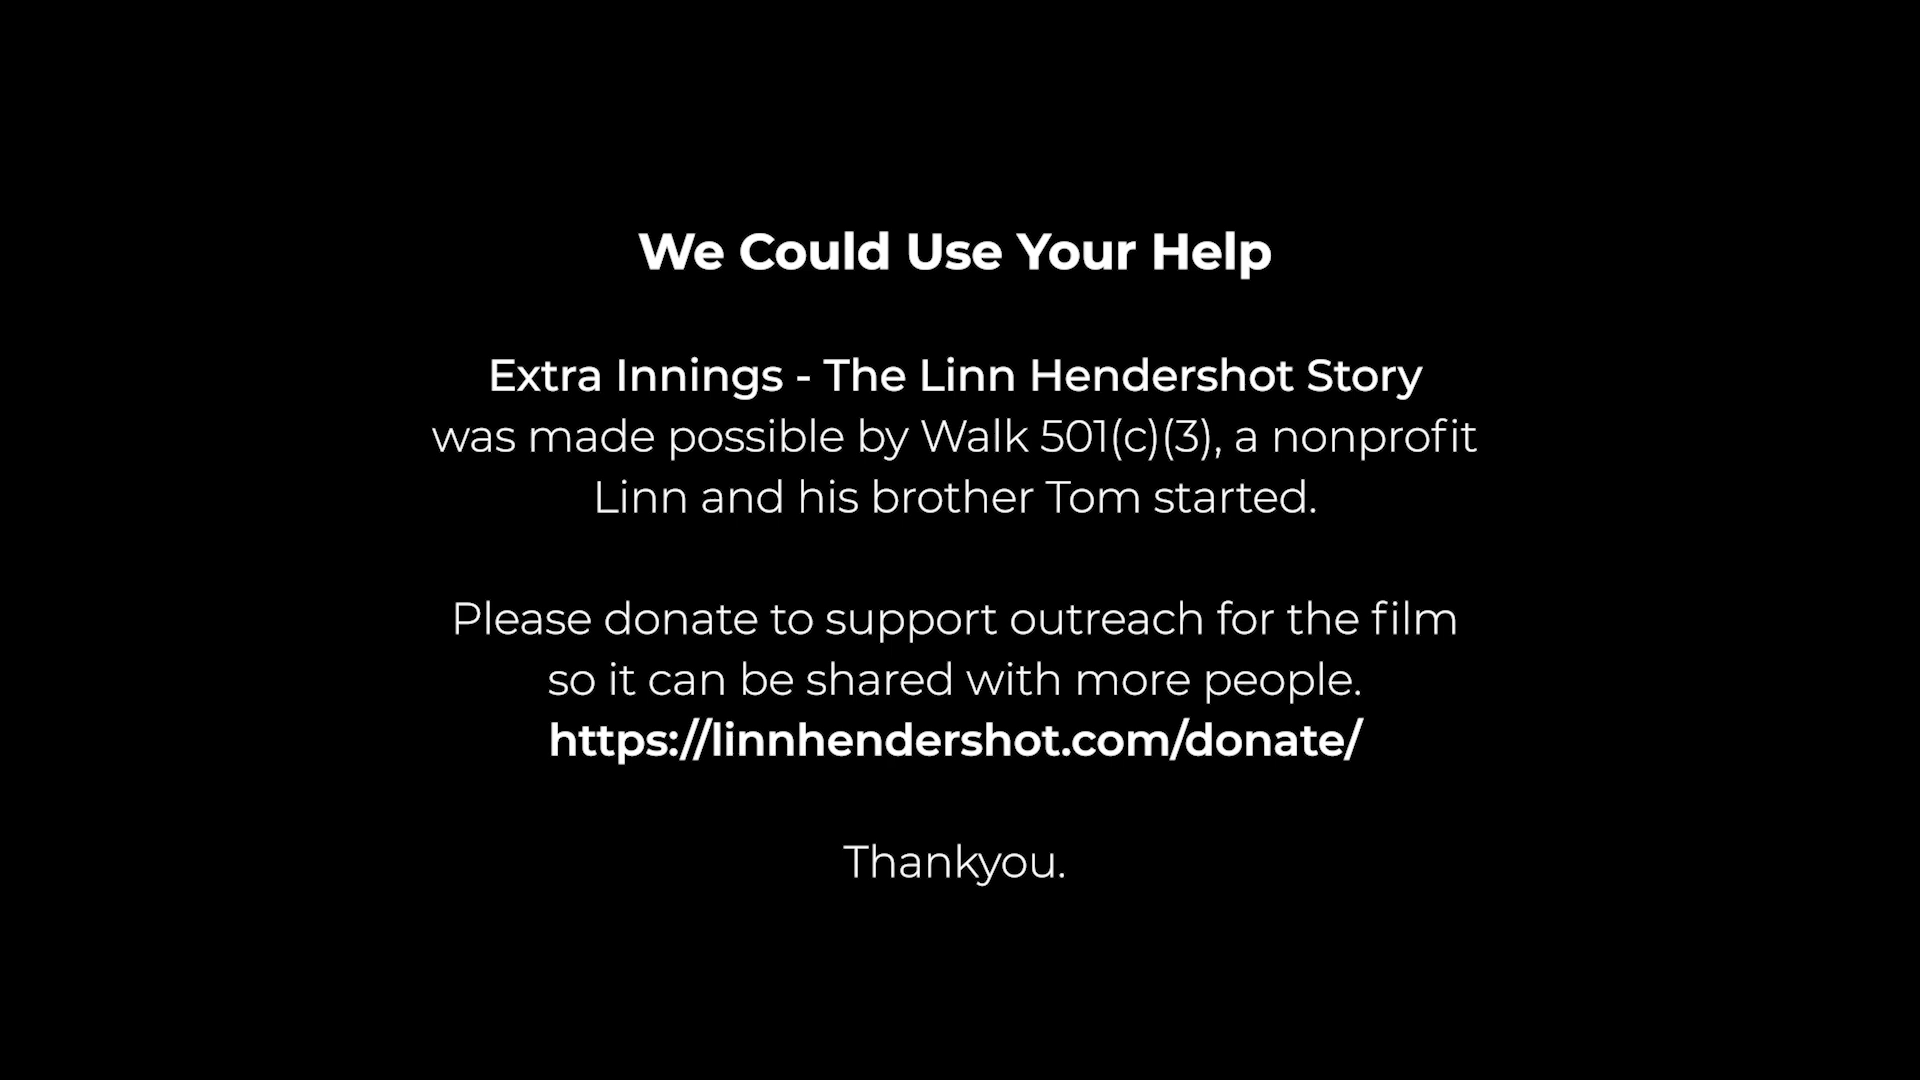 We Could Use Your Help
Extra Innings - The Linn Hendershot Story
was made possible by Walk 501(c)(3), a nonprofit
Linn and his brother Tom started.
Please donate to support outreach for the film
so it can be shared with more people.
https://linnhendershot.com/donate/
Thankyou.